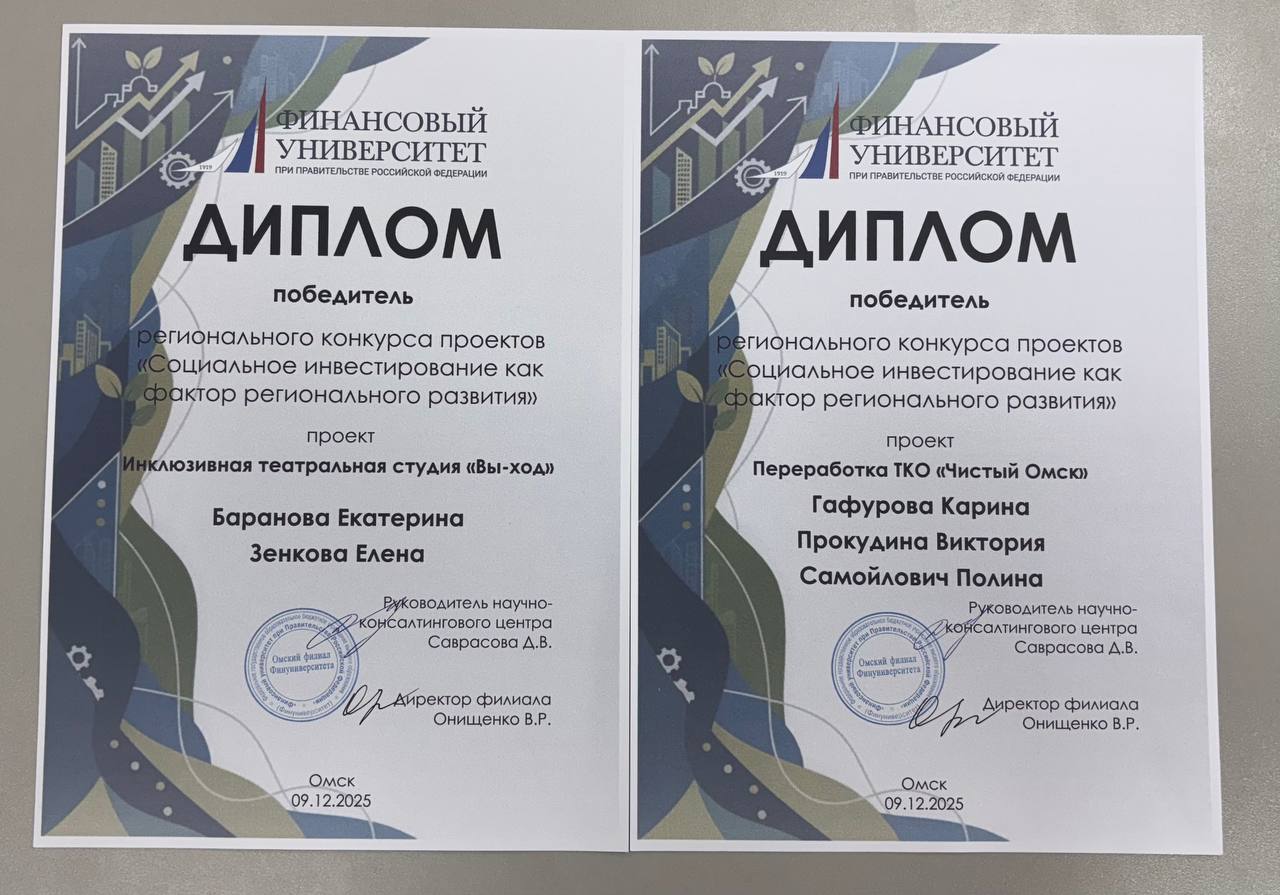 1919
ФИНАНСОВЫЙ
УНИВЕРСИТЕТ
ПРИ ПРАВИТЕЛЬСТВЕ РОССИЙСКОЙ ФЕДЕРАЦИИ
ДИПЛОМ
победитель
регионального конкурса проектов
«Социальное инвестирование как
фактор регионального развития»
проект
Инклюзивная театральная студия «Вы-ход»
Баранова Екатерина
Зенкова Елена
Руководитель научно-
консалтингового центра
Саврасова Д.В.
Омский филиал
Финуниверситета
Директор филиала
Онищенко В.Р.
Омск
09.12.2025
1919
ФИНАНСОВЫЙ
УНИВЕРСИТЕТ
ПРИ ПРАВИТЕЛЬСТВЕ РОССИЙСКОЙ ФЕДЕРАЦИИ
ДИПЛОМ
победитель
регионального конкурса проектов
«Социальное инвестирование как
фактор регионального развития»
проект
Переработка ТКО «Чистый Омск»
Гафурова Карина
Прокудина Виктория
Самойлович Полина
Руководитель научно-
консалтингового центра
Саврасова Д.В.
Омский филиал
Финуниверситета
Директор филиала
Онищенко В.Р.
Омск
09.12.2025